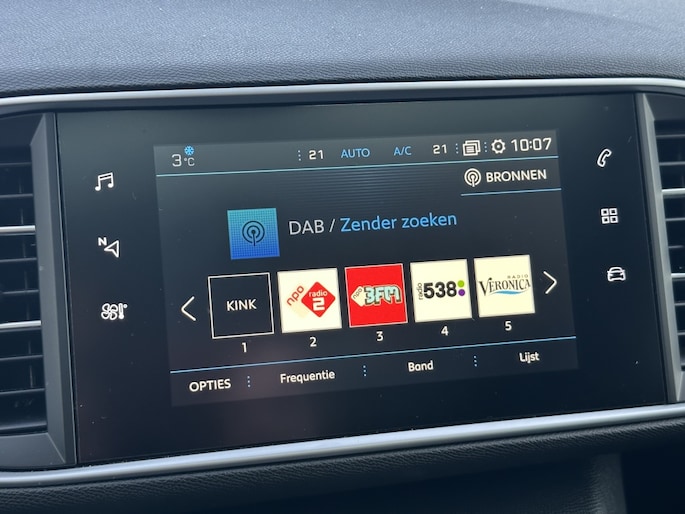 3°C 21 AUTO A/C 21 10:07
BRONNEN
N
DAB / Zender zoeken
KINK
npo radio 2
npo 3FM
radio 538
RADIO VERONICA
1 2 3 4 5
OPTIES Frequentie Band Lijst